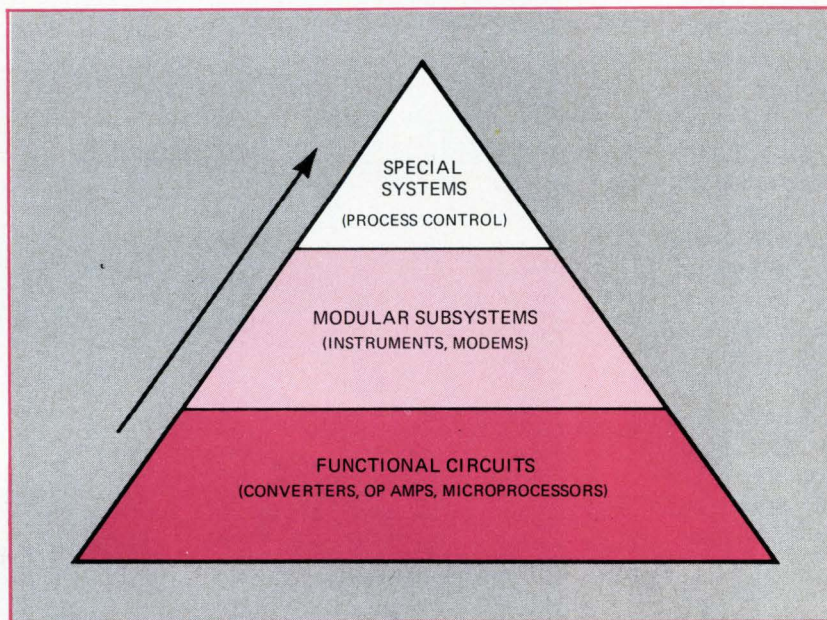 SPECIAL
SYSTEMS
(PROCESS CONTROL)
MODULAR SUBSYSTEMS
(INSTRUMENTS, MODEMS)
FUNCTIONAL CIRCUITS
(CONVERTERS, OP AMPS, MICROPROCESSORS)